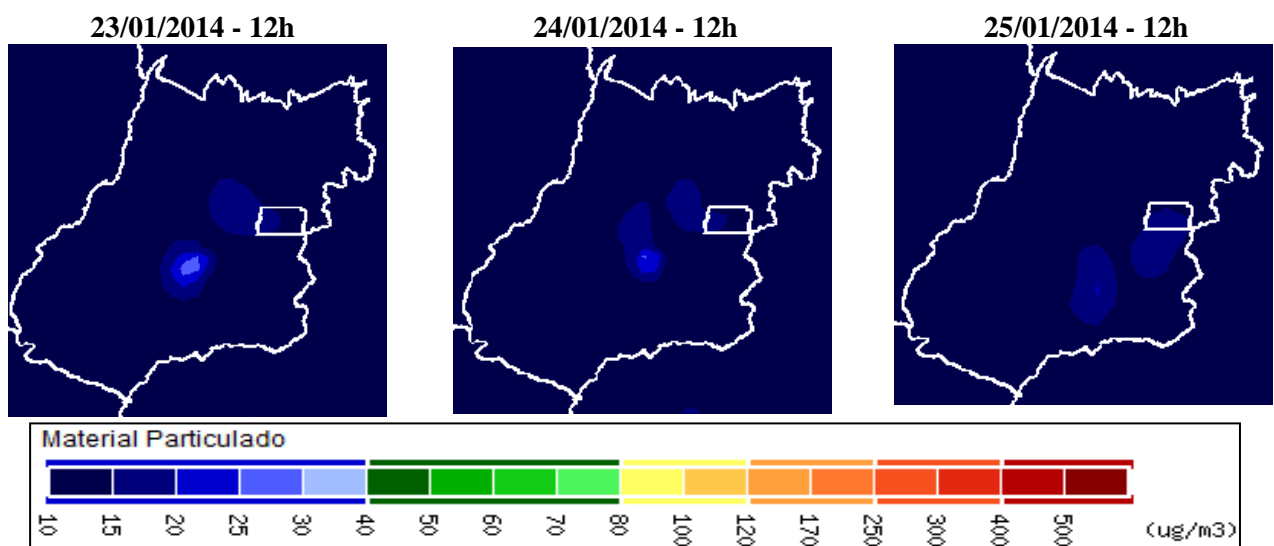 23/01/2014 - 12h 24/01/2014 - 12h 25/01/2014 - 12h
Material Particulado
10 15 20 25 30 40 50 60 70 80 100 120 170 250 300 400 500 (ug/m3)